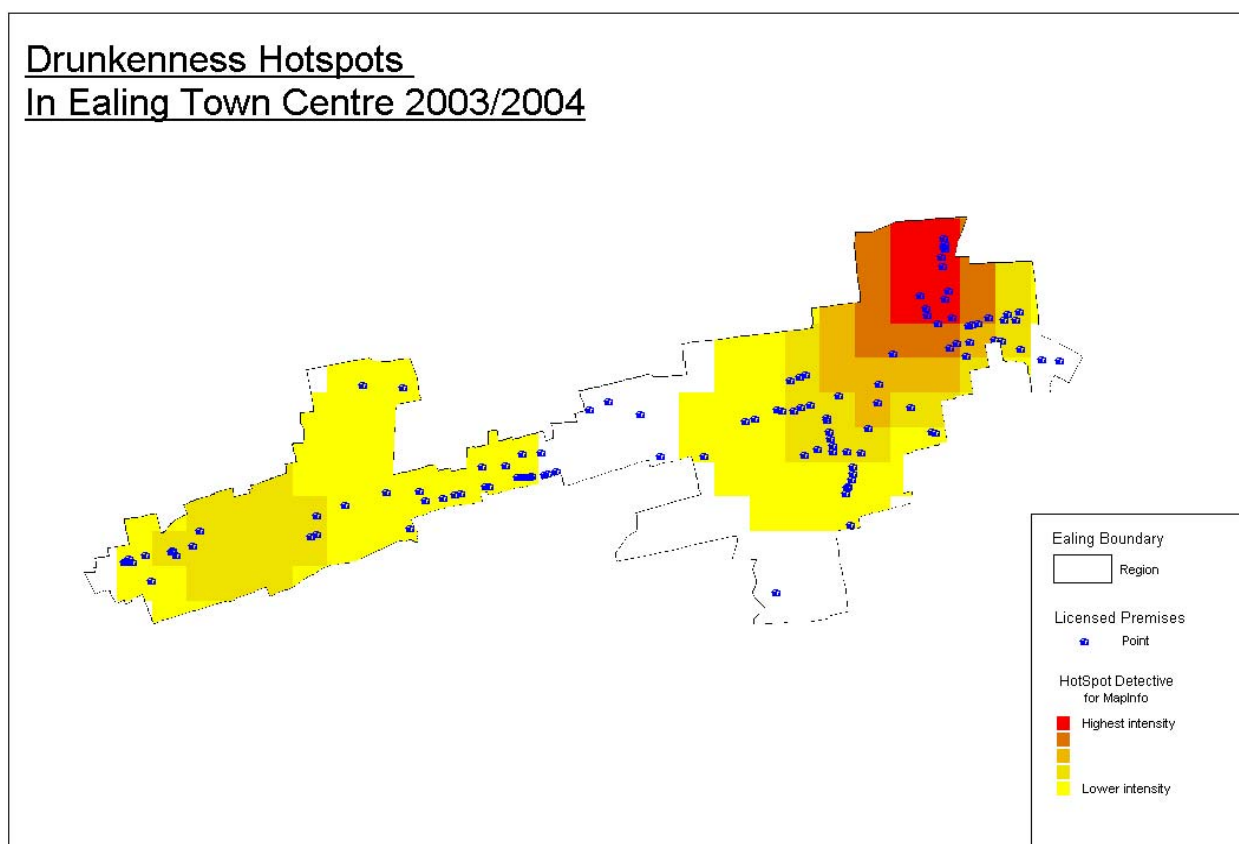 Drunkenness Hotspots
In Ealing Town Centre 2003/2004
Ealing Boundary
Region
Licensed Premises
Point
HotSpot Detective
for MapInfo
Highest intensity
Lower intensity